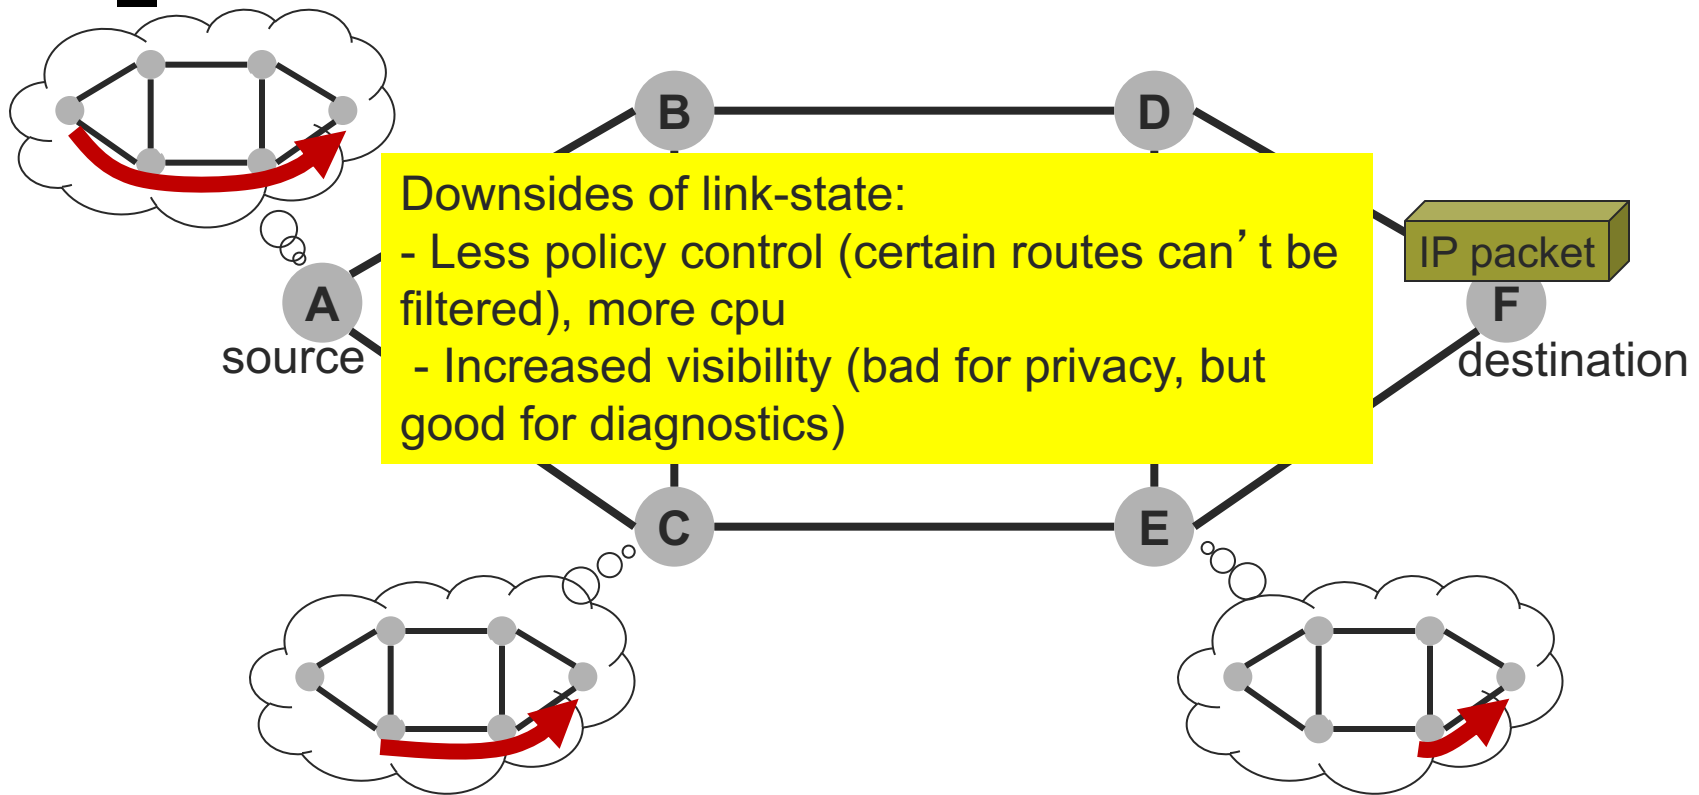 B
D
Downsides of link-state:
- Less policy control (certain routes can’ t be
filtered), more cpu
- Increased visibility (bad for privacy, but
good for diagnostics)
IP packet
A
F
source
destination
C
E